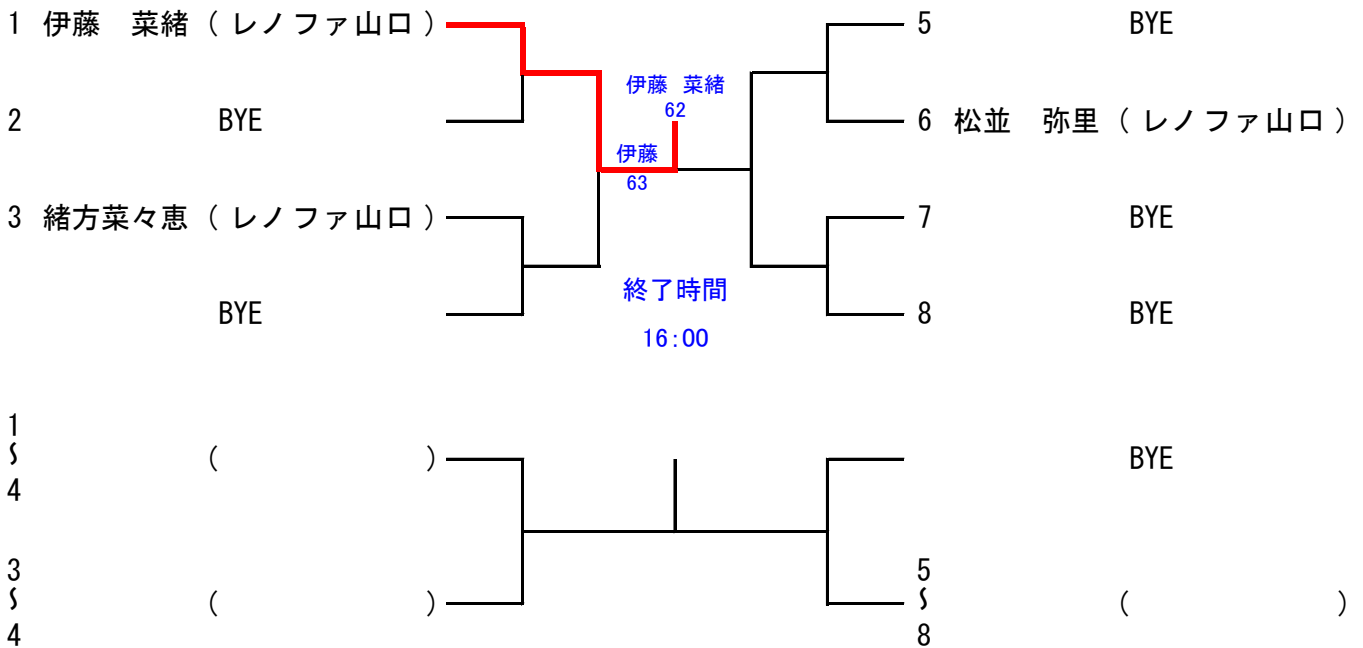 1 伊藤　菜緒 ( レノファ山口 )
5 BYE
伊藤 菜緒
62
2 BYE
6 松並　弥里 ( レノファ山口 )
伊藤
63
3 緒方菜々恵 ( レノファ山口 )
7 BYE
終了時間
BYE
8 BYE
16:00
1
〜 ( )
4
BYE
3
〜 ( )
4
5
〜 ( )
8